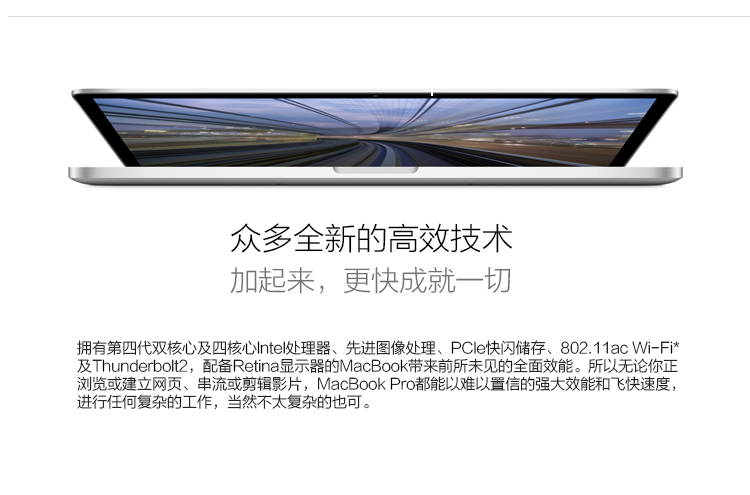 众多全新的高效技术
加起来，更快成就一切
拥有第四代双核心及四核心Intel处理器、先进图像处理、PCIe快闪储存、802.11ac Wi-Fi*
及Thunderbolt2，配备Retina显示器的MacBook带来前所未见的全面效能。所以无论你正
浏览或建立网页、串流或剪辑影片，MacBook Pro都能以难以置信的强大效能和飞快速度，
进行任何复杂的工作，当然不太复杂的也可。